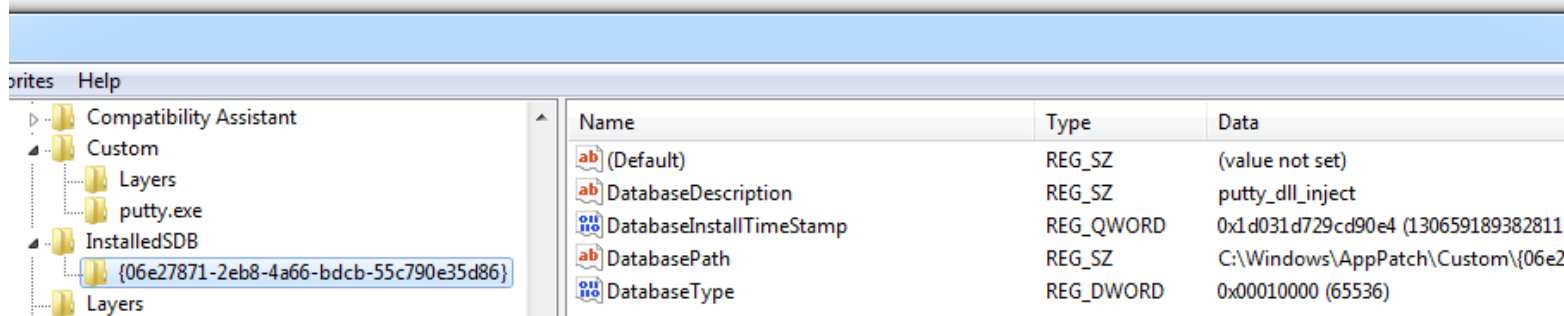 Help
Compatibility Assistant
Custom
Layers
putty.exe
InstalledSDB
{06e27871-2eb8-4a66-bdcb-55c790e35d86}
Layers
Name Type Data
(Default) REG_SZ (value not set)
DatabaseDescription REG_SZ putty_dll_inject
DatabaseInstallTimeStamp REG_QWORD 0x1d031d729cd90e4 (130659189382811
DatabasePath REG_SZ C:\Windows\AppPatch\Custom\{06e2
DatabaseType REG_DWORD 0x00010000 (65536)